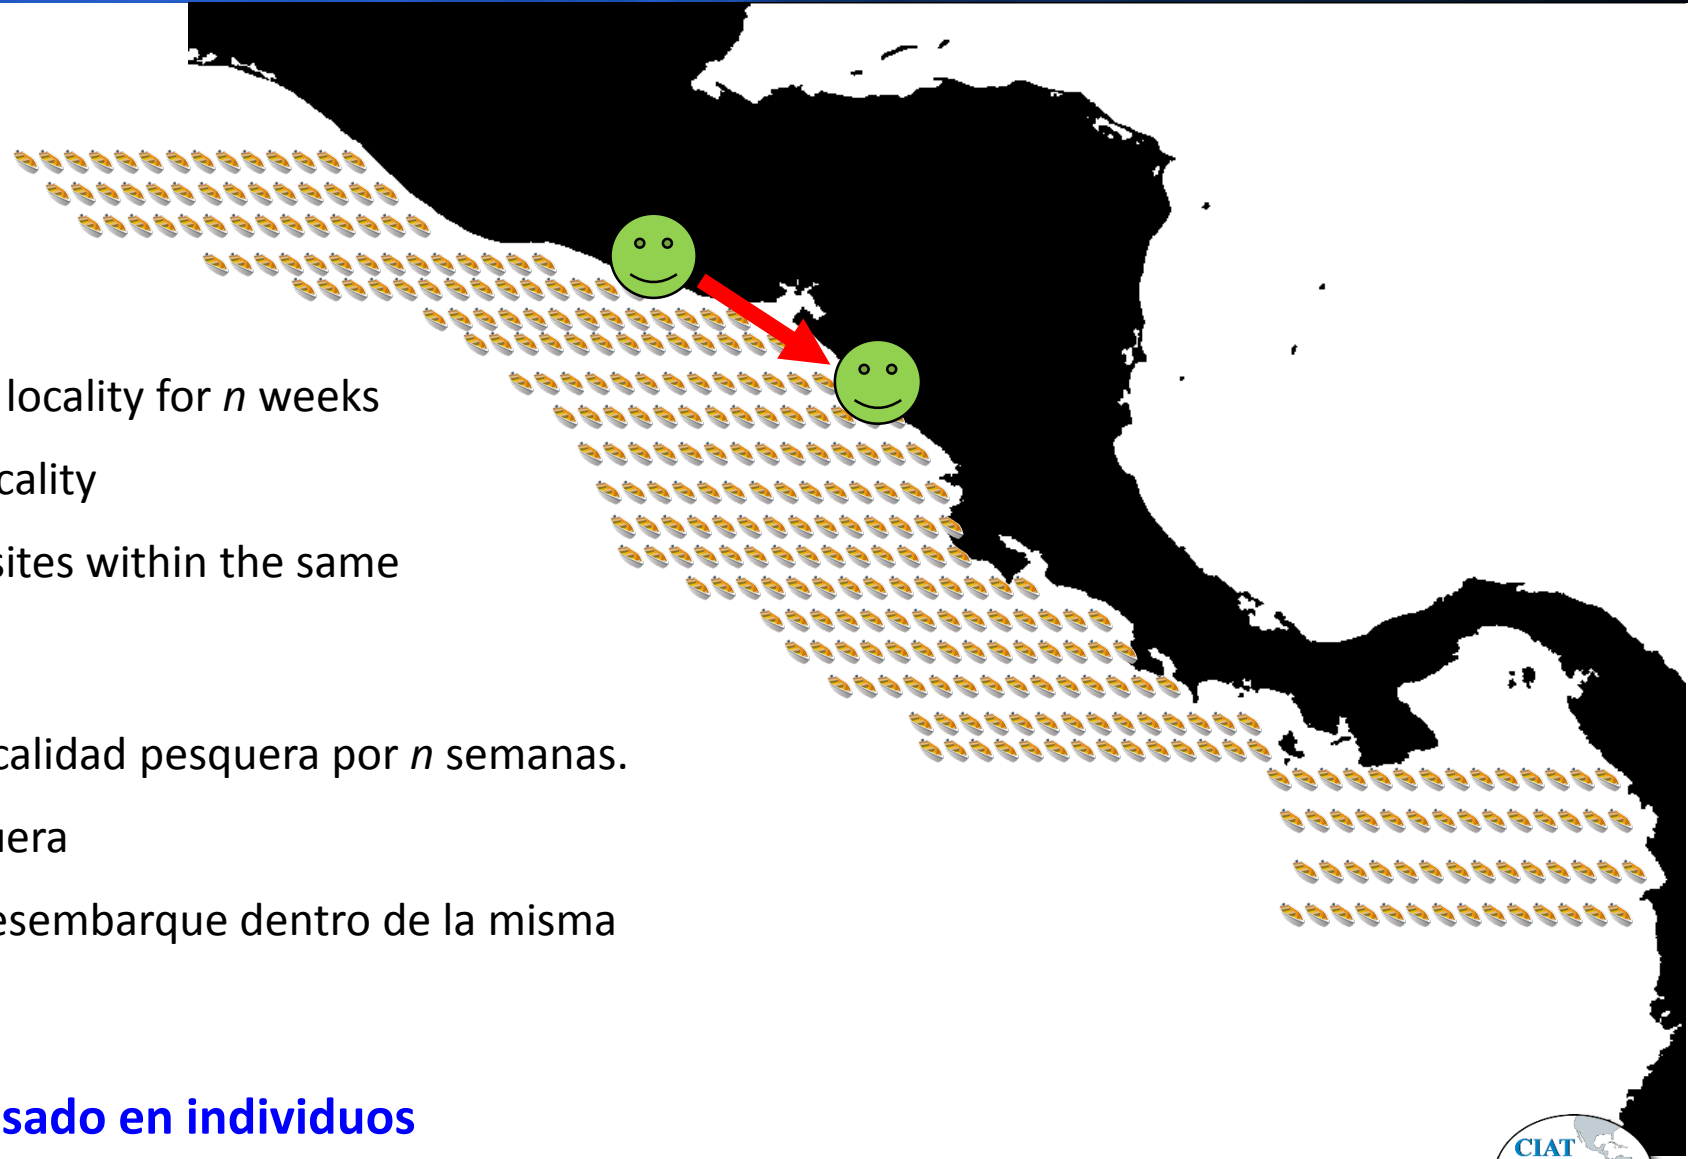 locality for n weeks
cality
sites within the same
calidad pesquera por n semanas.
uera
esembarque dentro de la misma
sado en individuos
CIAT